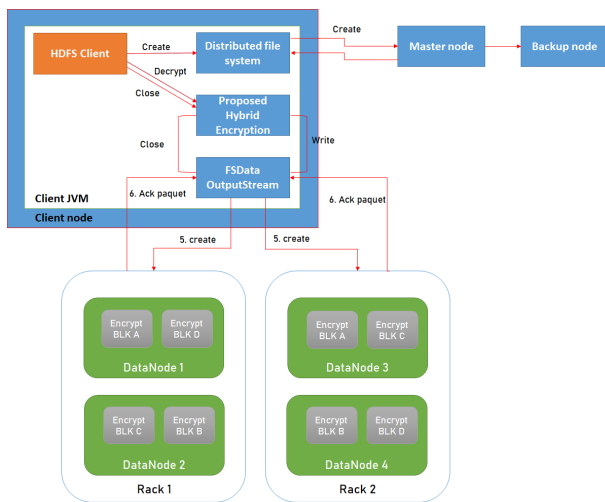 HDFS Client
Create
Distributed file
system
Create
Master node
Backup node
Decrypt
Close
Proposed
Hybrid
Encryption
Close
Write
FSData
OutputStream
Client JVM
6. Ack paquet
6. Ack paquet
Client node
5. create
5. create
Encrypt
BLK A
Encrypt
BLK D
DataNode 1
Encrypt
BLK C
Encrypt
BLK B
DataNode 2
Rack 1
Encrypt
BLK A
Encrypt
BLK C
DataNode 3
Encrypt
BLK B
Encrypt
BLK D
DataNode 4
Rack 2